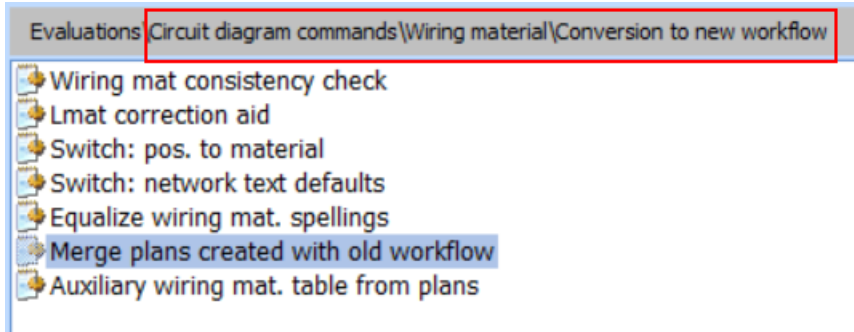 Evaluations\Circuit diagram commands\Wiring material\Conversion to new workflow
Wiring mat consistency check
Lmat correction aid
Switch: pos. to material
Switch: network text defaults
Equalize wiring mat. spellings
Merge plans created with old workflow
Auxiliary wiring mat. table from plans